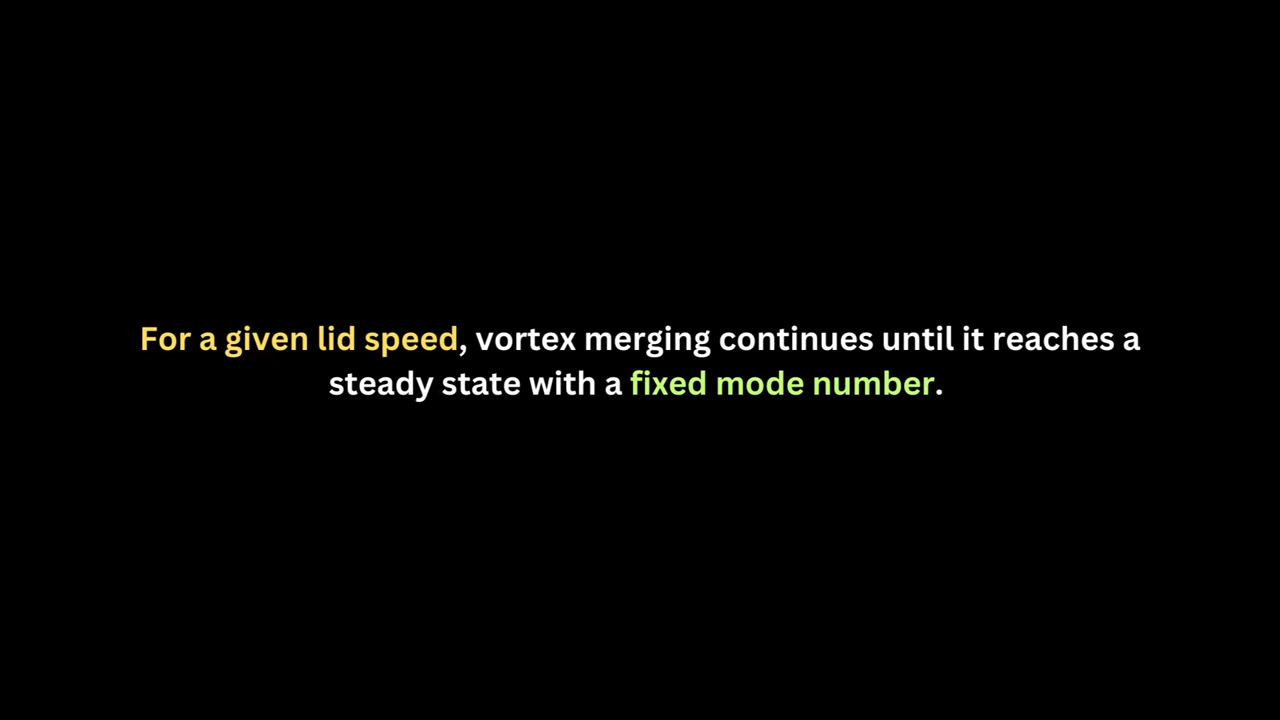 For a given lid speed, vortex merging continues until it reaches a
steady state with a fixed mode number.